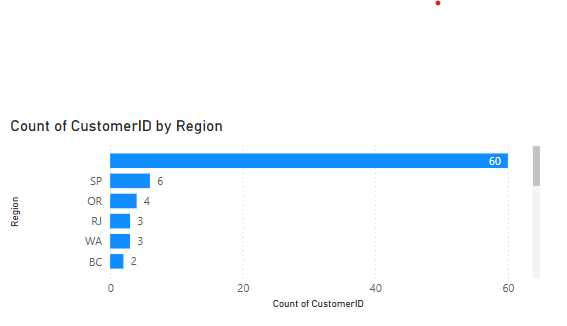 Count of CustomerID by Region
60
SP 6
OR 4
RJ 3
WA 3
BC 2
Region
0 20 40 60
Count of CustomerID